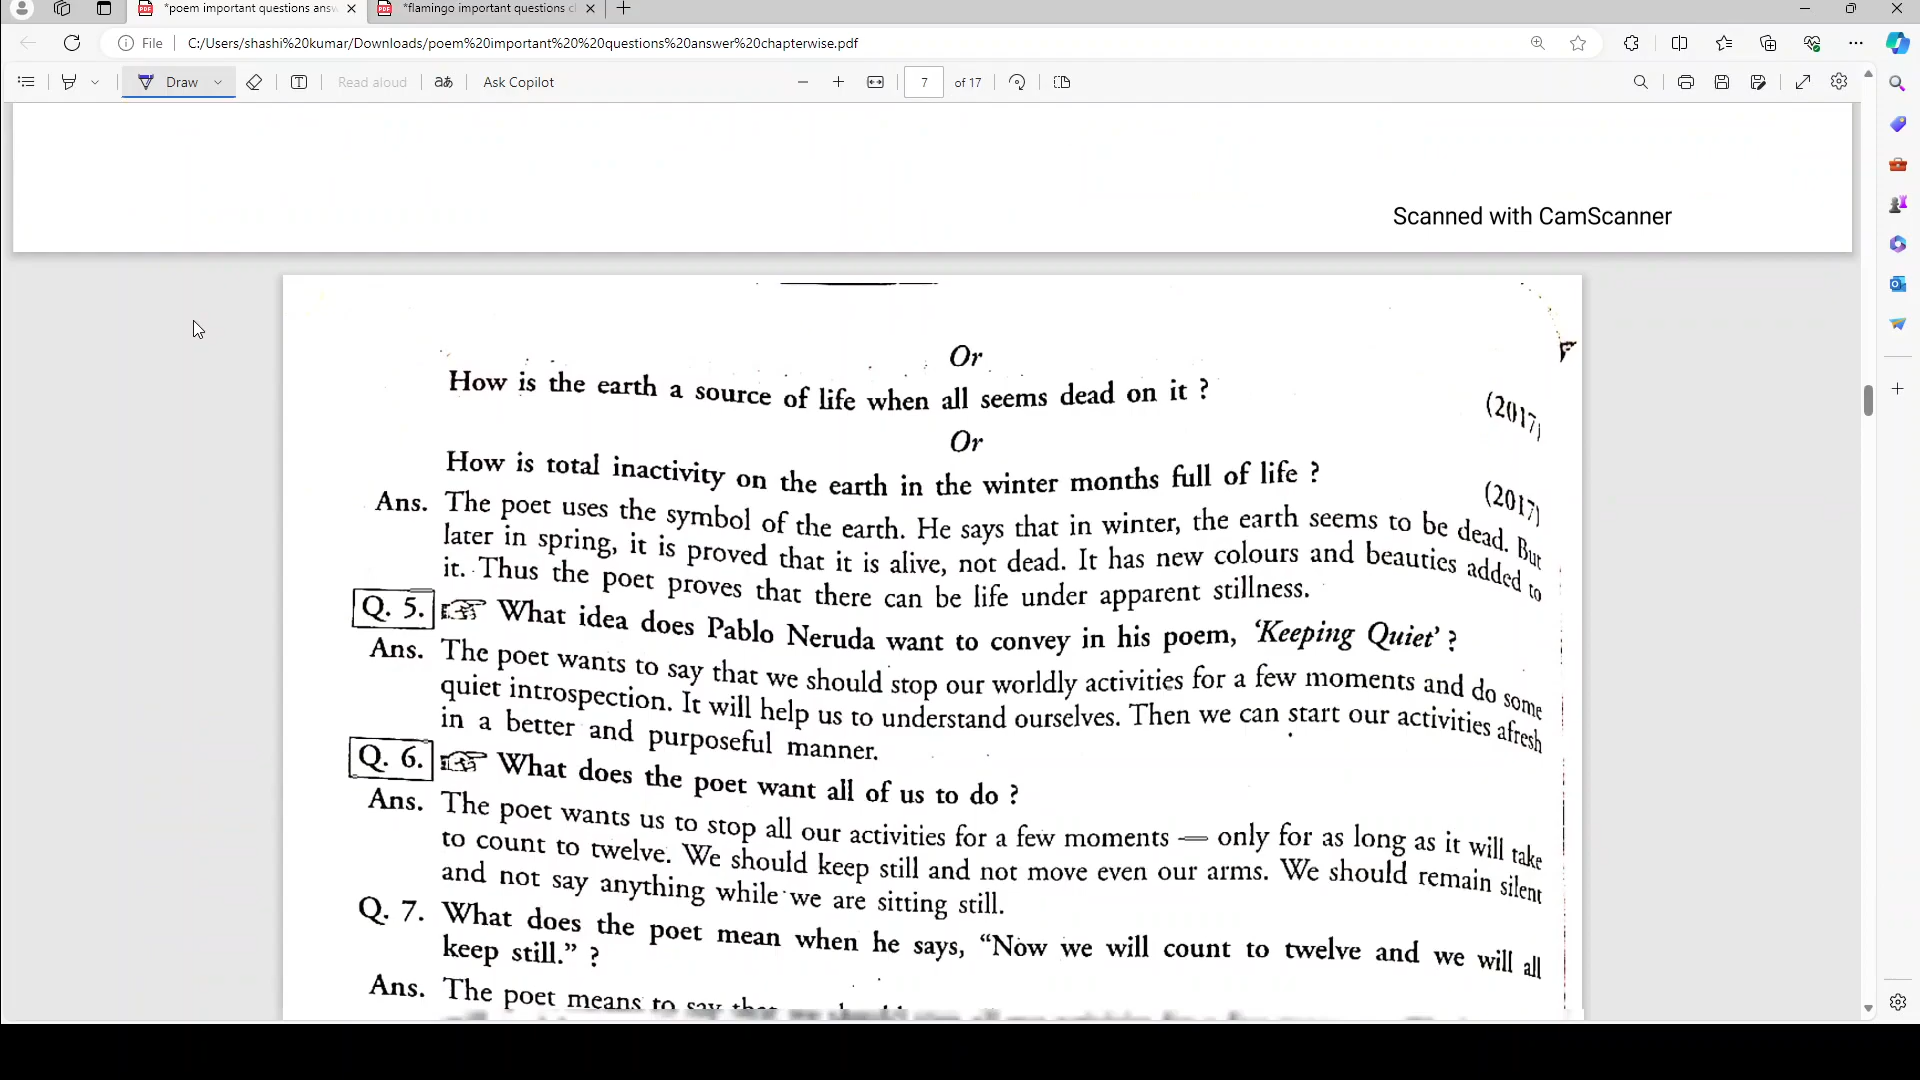 *poem important questions answ
*flamingo important questions c
File
C:/Users/shashi%20kumar/Downloads/poem%20important%20%20questions%20answer%20chapterwise.pdf
Draw
Read aloud
Ask Copilot
7 of 17
Scanned with CamScanner
Or
How is the earth a source of life when all seems dead on it ?
(2017)
Or
How is total inactivity on the earth in the winter months full of life ?
(2017)
Ans. The poet uses the symbol of the earth. He says that in winter, the earth seems to be dead. But
later in spring, it is proved that it is alive, not dead. It has new colours and beauties added to
it. Thus the poet proves that there can be life under apparent stillness.
Q. 5. What idea does Pablo Neruda want to convey in his poem, ‘Keeping Quiet’ ?
Ans. The poet wants to say that we should stop our worldly activities for a few moments and do some
quiet introspection. It will help us to understand ourselves. Then we can start our activities afresh
in a better and purposeful manner.
Q. 6. What does the poet want all of us to do ?
Ans. The poet wants us to stop all our activities for a few moments — only for as long as it will take
to count to twelve. We should keep still and not move even our arms. We should remain silent
and not say anything while we are sitting still.
Q. 7. What does the poet mean when he says, “Now we will count to twelve and we will all
keep still.” ?
Ans. The poet means to say that